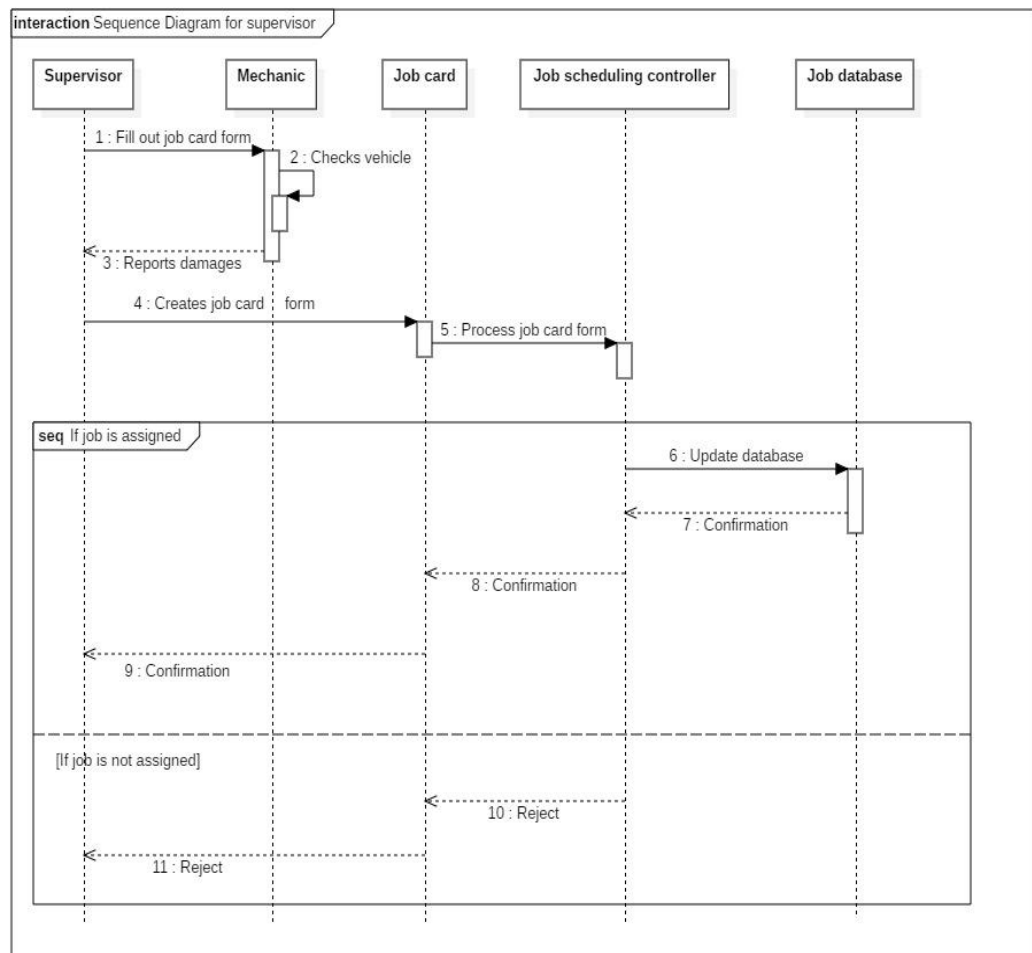 interaction Sequence Diagram for supervisor
Supervisor
Mechanic
Job card
Job scheduling controller
Job database
1 : Fill out job card form
2 : Checks vehicle
3 : Reports damages
4 : Creates job card form
5 : Process job card form
seq If job is assigned
6 : Update database
7 : Confirmation
8 : Confirmation
9 : Confirmation
[If job is not assigned]
10 : Reject
11 : Reject